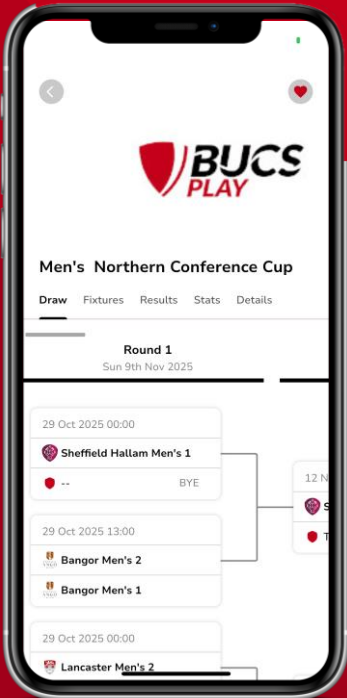 BUCS
PLAY
Men's Northern Conference Cup
Draw Fixtures Results Stats Details
Round 1
Sun 9th Nov 2025
29 Oct 2025 00:00
Sheffield Hallam Men's 1
-- BYE
12 N
S
T
29 Oct 2025 13:00
Bangor Men's 2
Bangor Men's 1
29 Oct 2025 00:00
Lancaster Men's 2